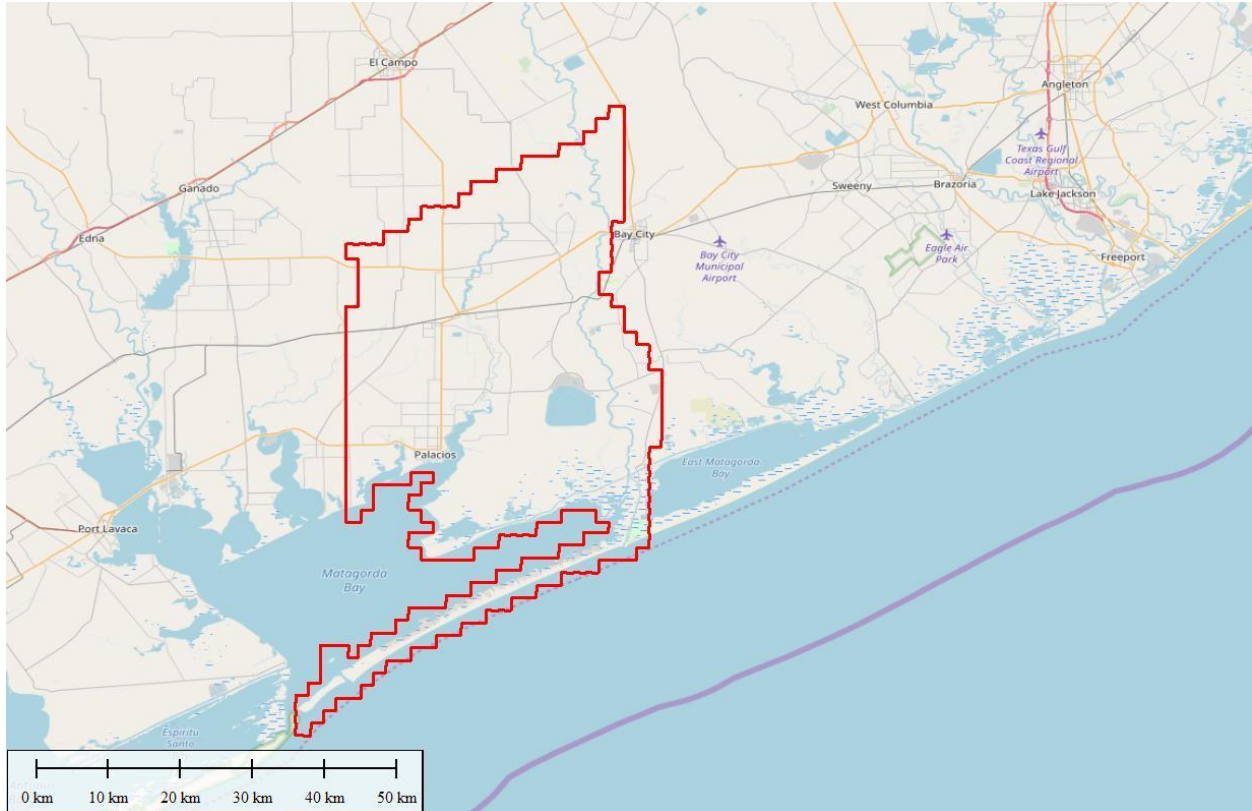 El Campo
Angleton
West Columbia
Texas Gulf
Coast Regional
Airport
Ganado
Sweeny
Brazoria
Lake Jackson
Edna
Bay City
Bay City
Municipal
Airport
Eagle Air
Park
Freeport
Palacios
East Matagorda
Bay
Port Lavaca
Matagorda
Bay
Espiritu
Santo
0 km
10 km
20 km
30 km
40 km
50 km